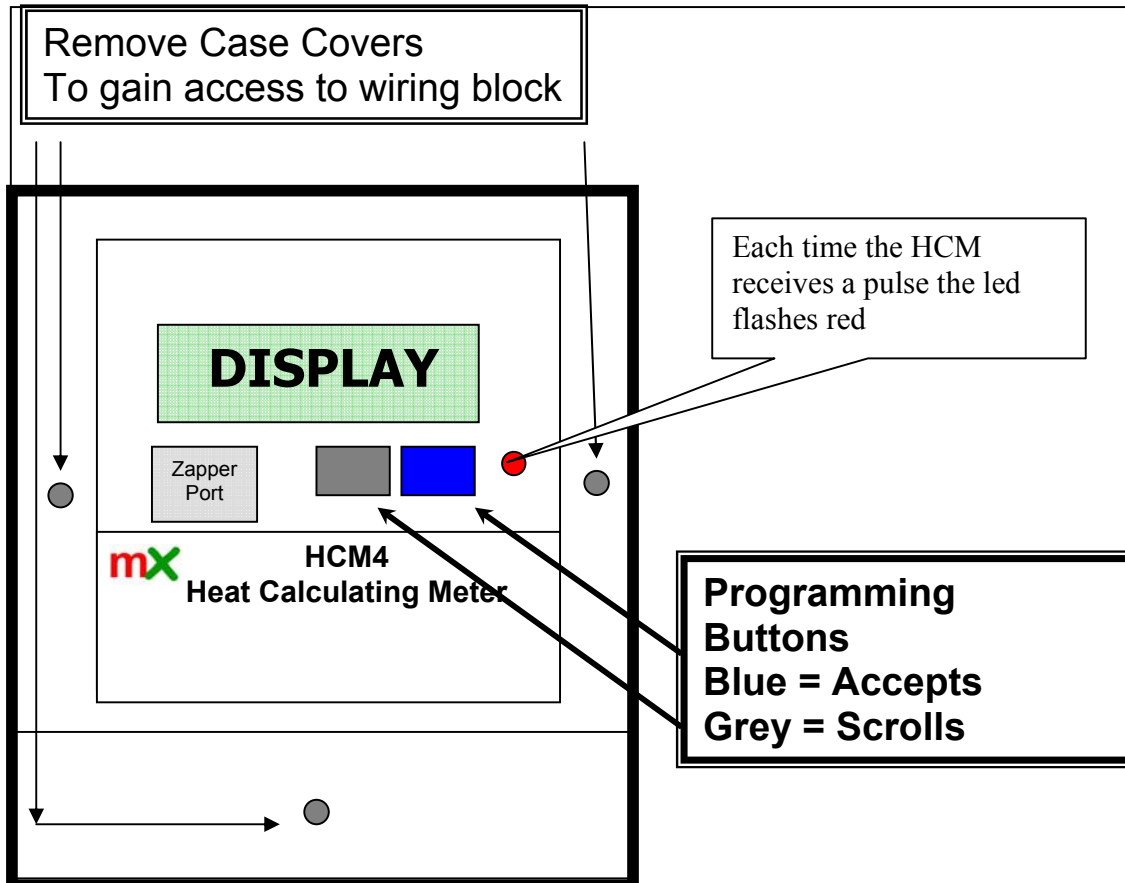 Remove Case Covers
To gain access to wiring block
Each time the HCM
receives a pulse the led
flashes red
DISPLAY
Zapper
Port
mx
HCM4
Heat Calculating Meter
Programming
Buttons
Blue = Accepts
Grey = Scrolls